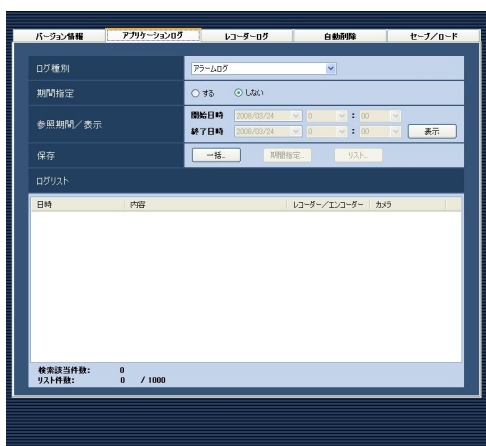 バージョン情報 アプリケーションログ レコーダーログ 自動削除 セーブ／ロード
ログ種別 アラームログ
期間指定 する しない
参照期間／表示 開始日時 2008/03/24 0 : 00
終了日時 2008/03/24 0 : 00 表示
保存 一括... 期間指定... リスト...
ログリスト
日時 内容 レコーダー／エンコーダー カメラ
検索該当件数: 0
リスト件数: 0 / 1000